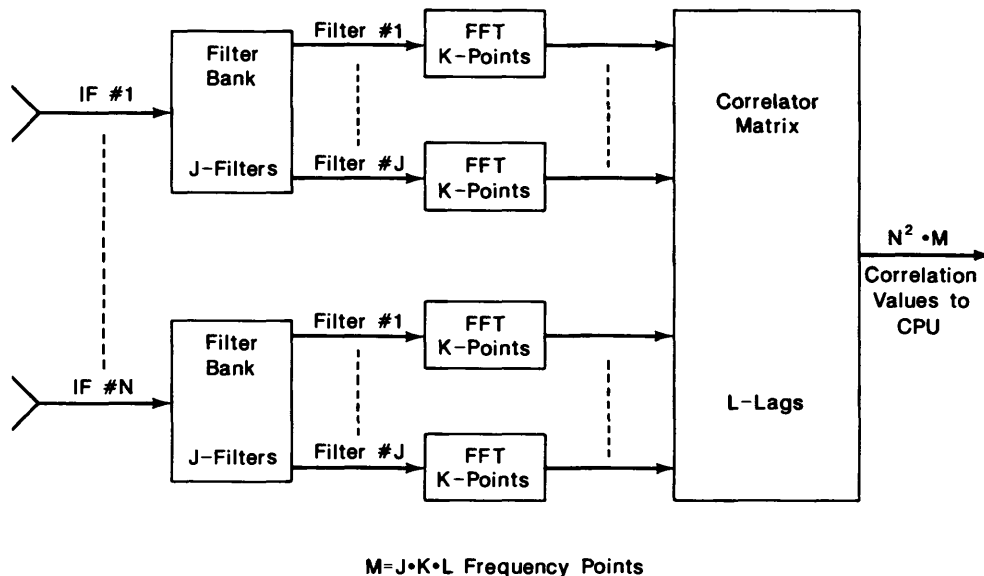 IF #1
Filter
Bank
J-Filters
Filter #1
Filter #J
FFT
K-Points
FFT
K-Points
IF #N
Filter
Bank
J-Filters
Filter #1
Filter #J
FFT
K-Points
FFT
K-Points
Correlator
Matrix
L-Lags
N² •M
Correlation
Values to
CPU
M=J•K•L Frequency Points